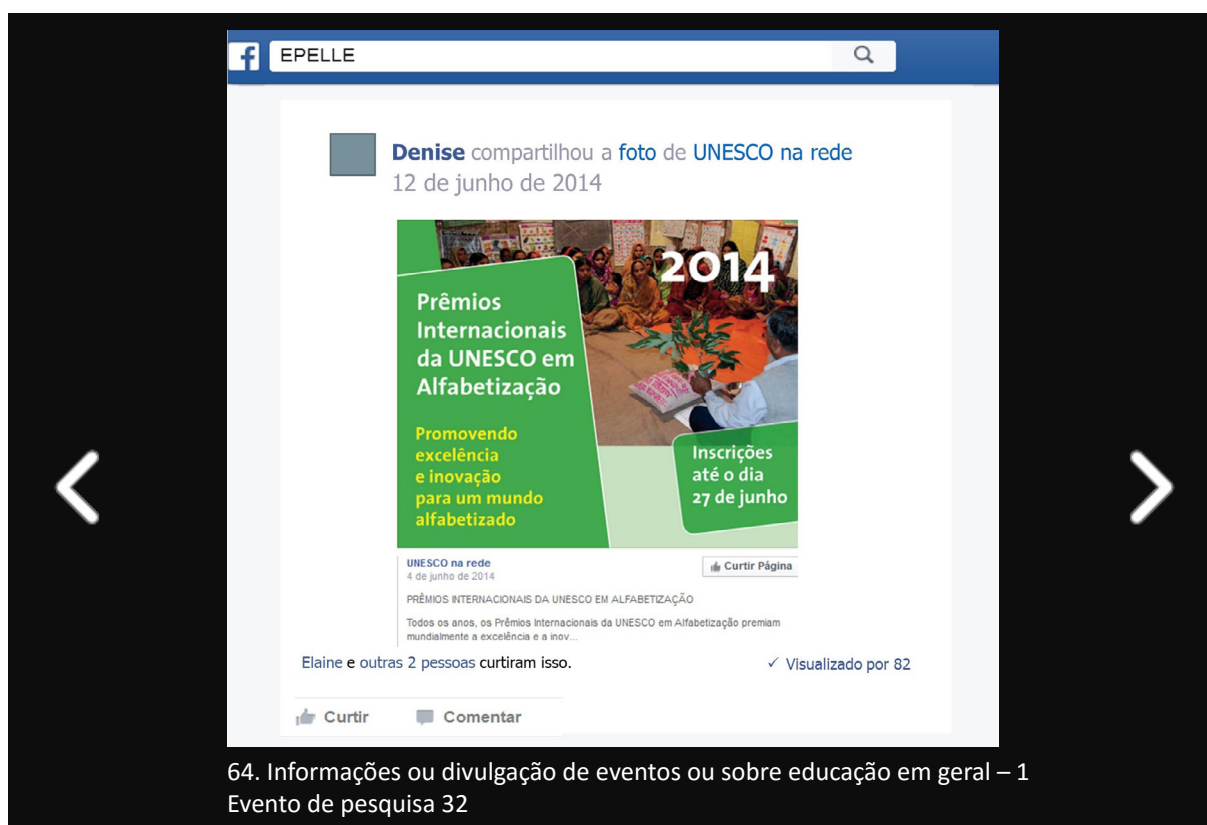 f EPELLE
Denise compartilhou a foto de UNESCO na rede
12 de junho de 2014
2014
Prêmios
Internacionais
da UNESCO em
Alfabetização
Promovendo
excelência
e inovação
para um mundo
alfabetizado
Inscrições
até o dia
27 de junho
UNESCO na rede
4 de junho de 2014
Curtir Página
PRÊMIOS INTERNACIONAIS DA UNESCO EM ALFABETIZAÇÃO
Todos os anos, os Prêmios Internacionais da UNESCO em Alfabetização premiam
mundialmente a excelência e a inov...
Elaine e outras 2 pessoas curtiram isso.
✓ Visualizado por 82
Curtir Comentar
64. Informações ou divulgação de eventos ou sobre educação em geral – 1
Evento de pesquisa 32